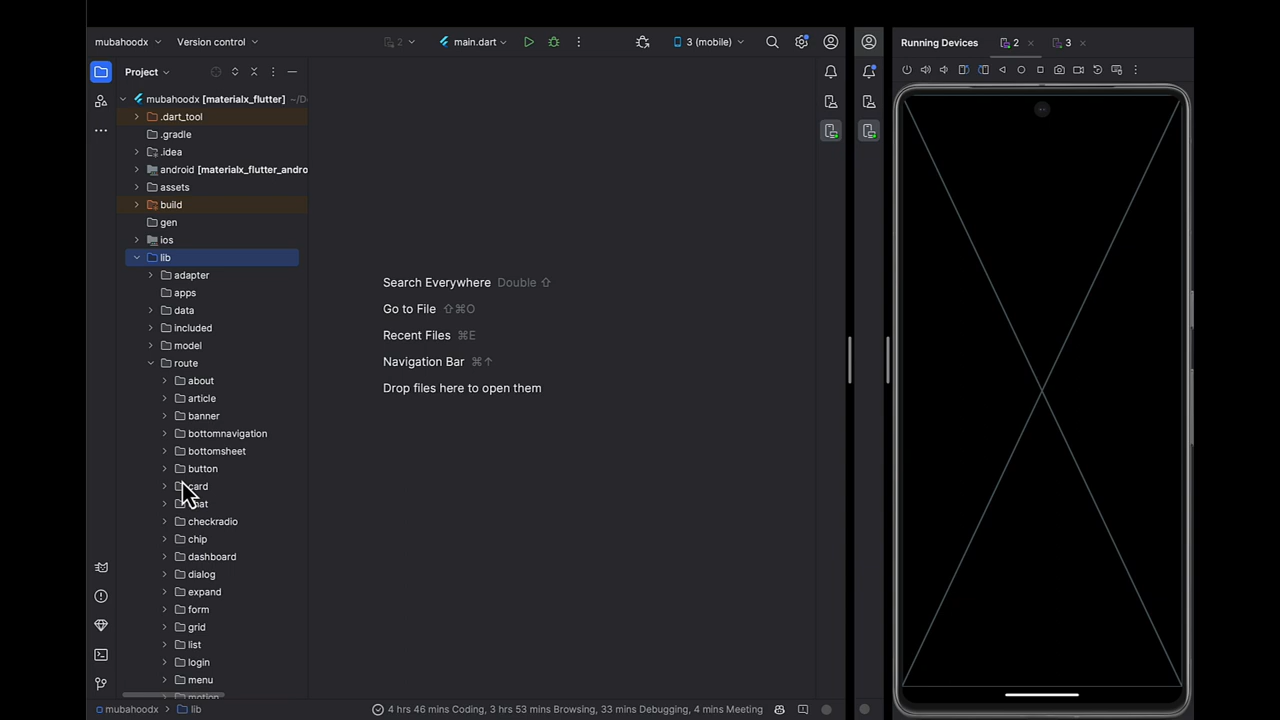 mubahoodx
Version control
2
main.dart
3 (mobile)
Running Devices
2
3
Project
mubahoodx [materialx_flutter] ~/D
.dart_tool
.gradle
.idea
android [materialx_flutter_andro
assets
build
gen
ios
lib
adapter
apps
data
included
model
route
about
article
banner
bottomnavigation
bottomsheet
button
card
hat
checkradio
chip
dashboard
dialog
expand
form
grid
list
login
menu
motion
Search Everywhere Double ⇧
Go to File ⇧⌘O
Recent Files ⌘E
Navigation Bar ⌘↑
Drop files here to open them
mubahoodx
lib
4 hrs 46 mins Coding, 3 hrs 53 mins Browsing, 33 mins Debugging, 4 mins Meeting